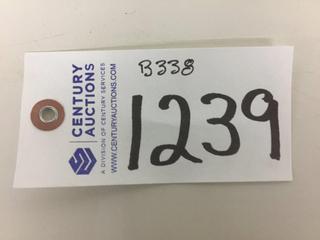 B338
1239
CENTURY
AUCTIONS
A DIVISION OF CENTURY SERVICES
WWW.CENTURYAUCTIONS.COM